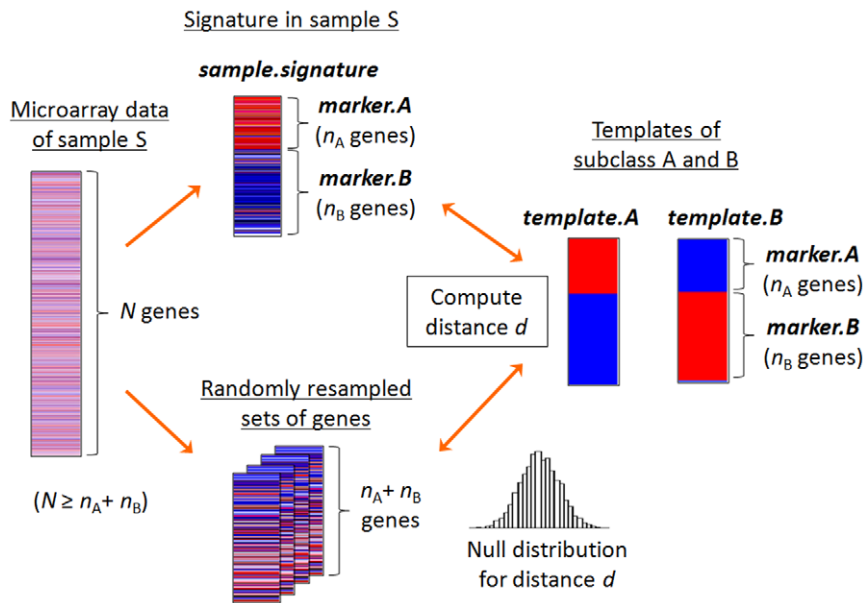 Signature in sample S
sample.signature
marker.A
(nA genes)
marker.B
(nB genes)
Microarray data
of sample S
N genes
(N ≥ nA+ nB)
Randomly resampled
sets of genes
nA+ nB
genes
Compute
distance d
Templates of
subclass A and B
template.A
template.B
marker.A
(nA genes)
marker.B
(nB genes)
Null distribution
for distance d